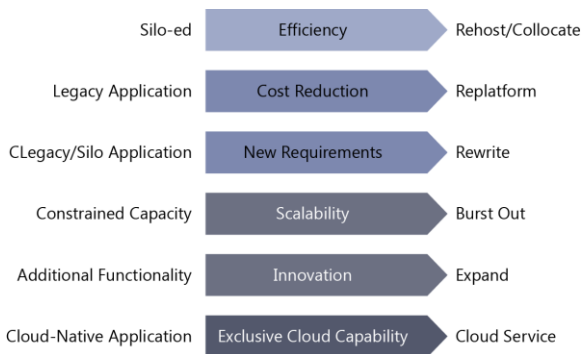 Silo-ed Efficiency Rehost/Collocate
Legacy Application Cost Reduction Replatform
CLegacy/Silo Application New Requirements Rewrite
Constrained Capacity Scalability Burst Out
Additional Functionality Innovation Expand
Cloud-Native Application Exclusive Cloud Capability Cloud Service